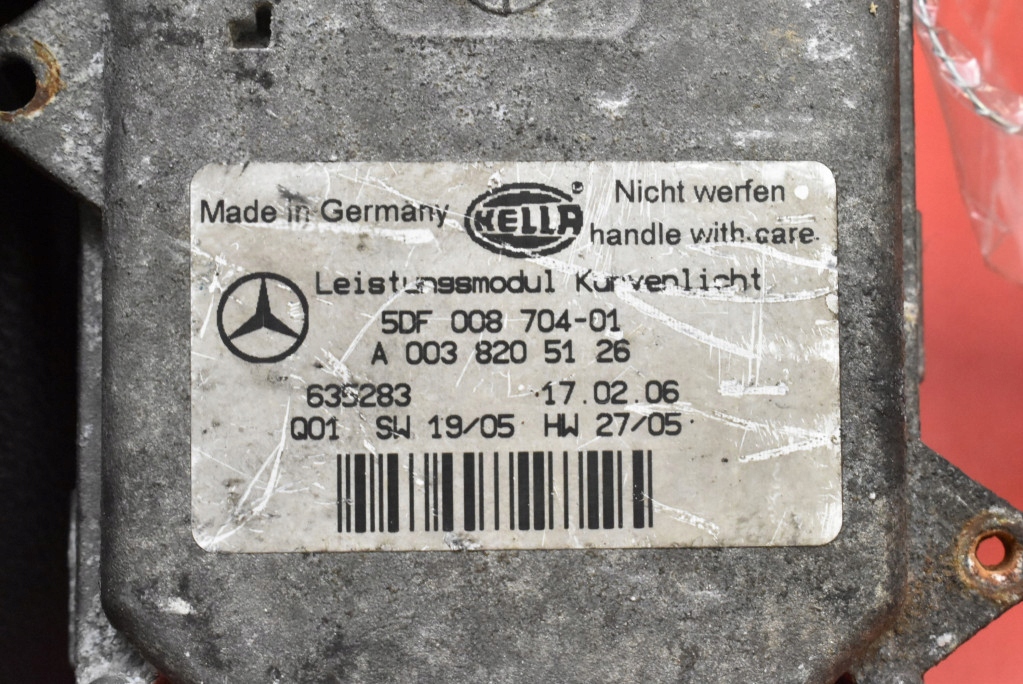 Made in Germany
HELLA ®
Nicht werfen
handle with care
Leistungsmodul Kurvenlicht
5DF 008 704-01
A 003 820 51 26
635283 17.02.06
Q01 SW 19/05 HW 27/05